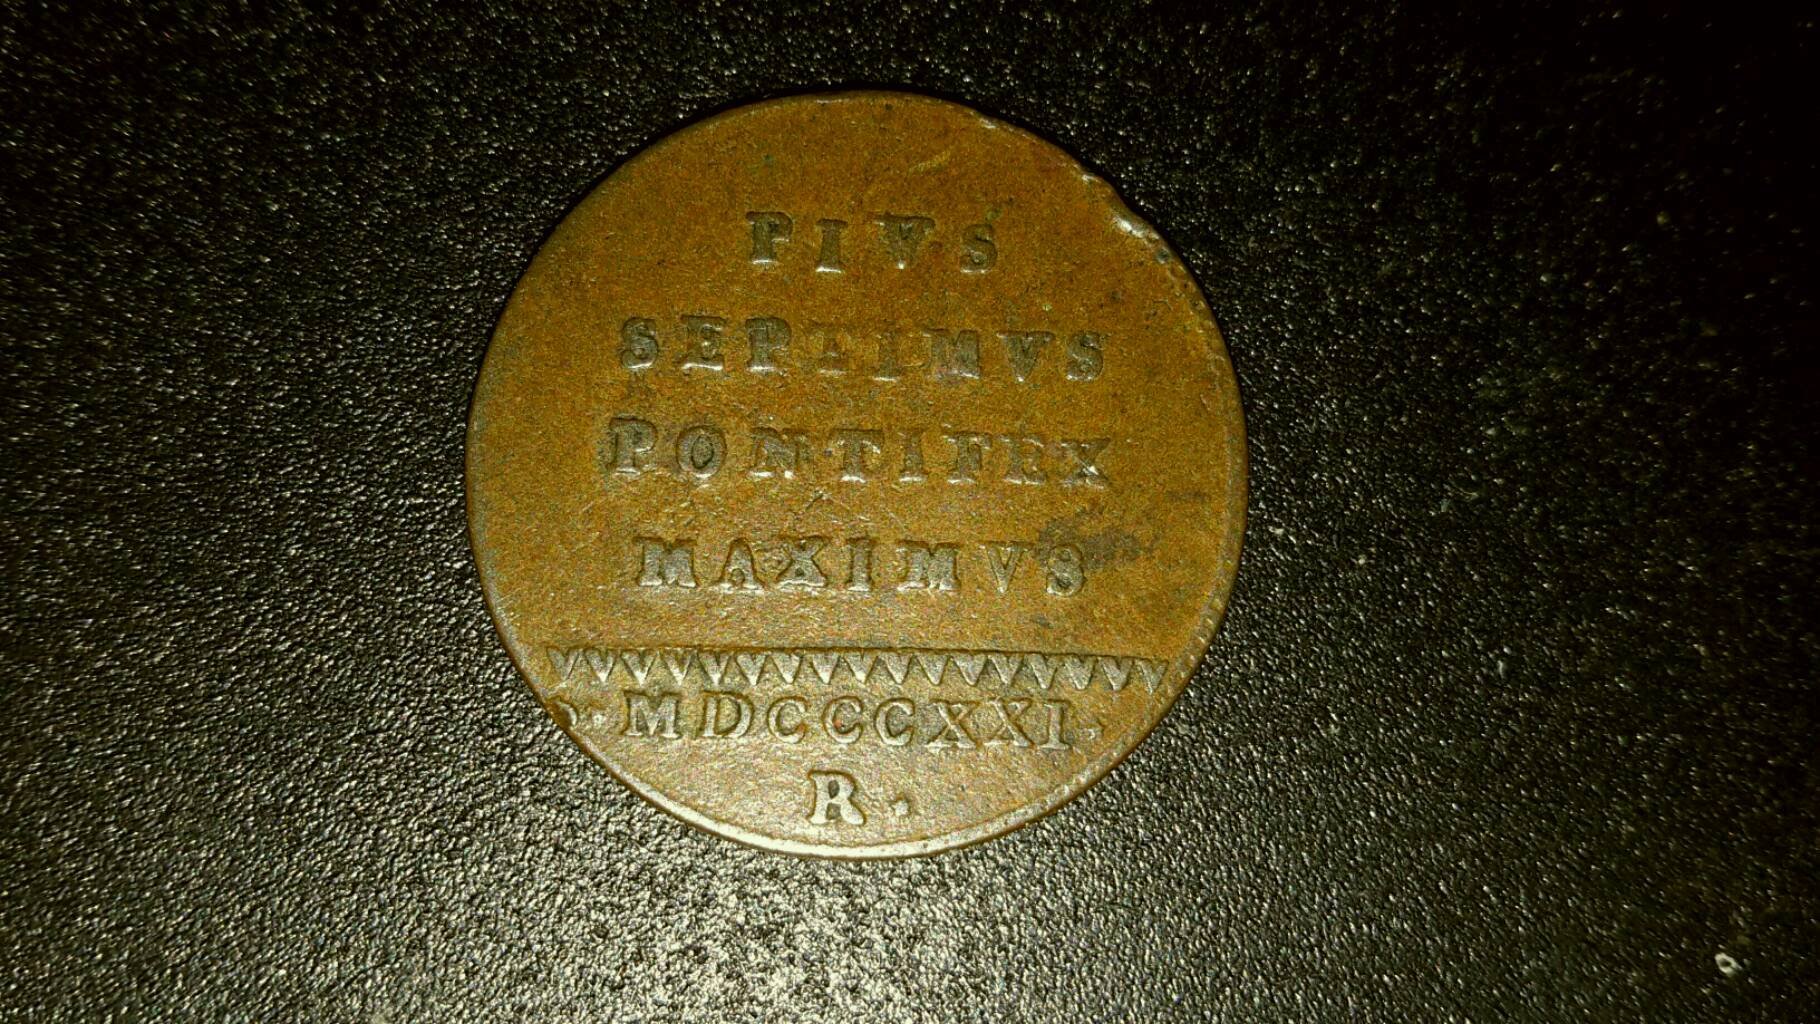 PIVS
SEPTIMVS
PONTIFEX
MAXIMVS
· MDCCCXXI ·
R ·